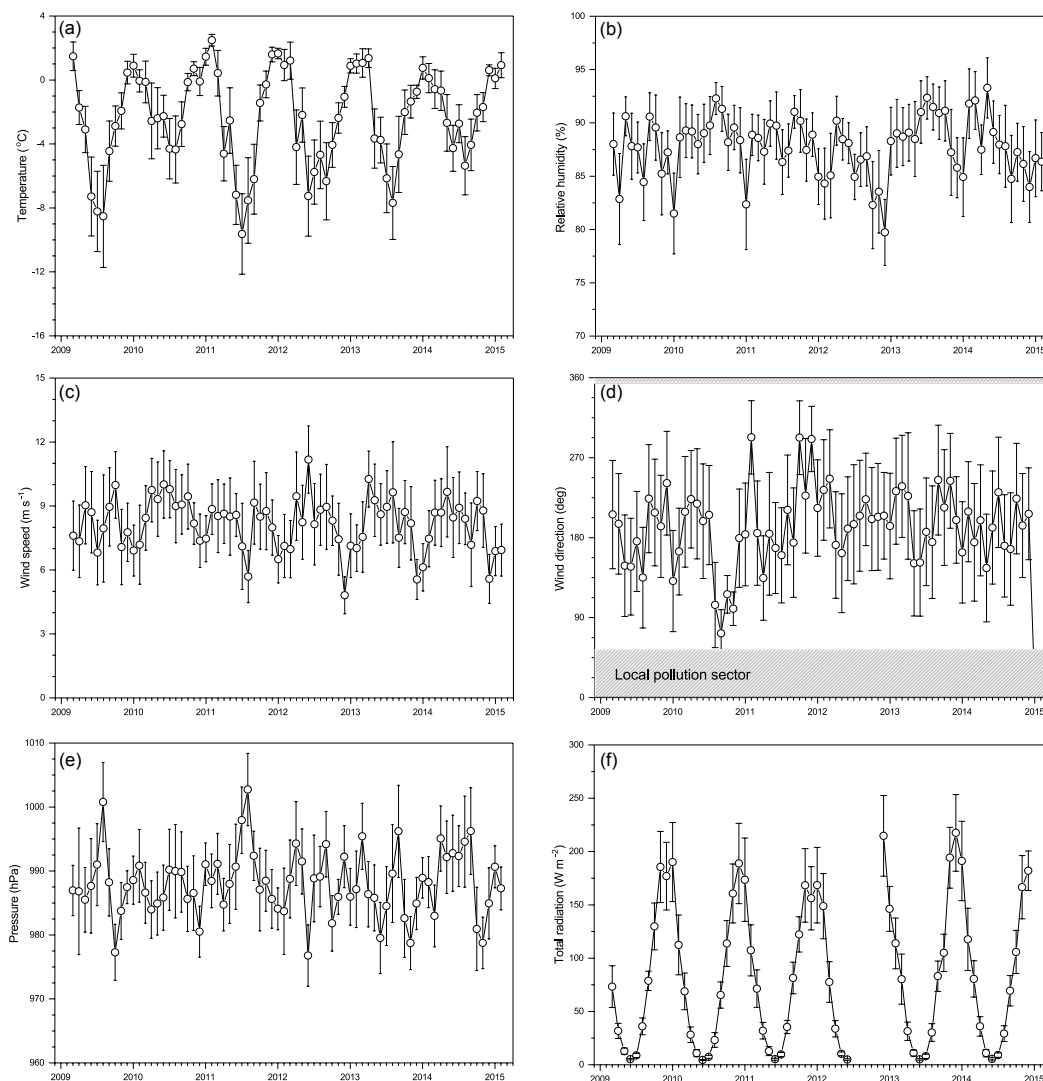 (a)
4
0
-4
-8
-12
-16
Temperature (°C)
2009 2010 2011 2012 2013 2014 2015
(b)
100
95
90
85
80
75
70
Relative humidity (%)
2009 2010 2011 2012 2013 2014 2015
(c)
15
12
9
6
3
0
Wind speed (m s⁻¹)
2009 2010 2011 2012 2013 2014 2015
(d)
360
270
180
90
0
Wind direction (deg)
Local pollution sector
2009 2010 2011 2012 2013 2014 2015
(e)
1010
1000
990
980
970
960
Pressure (hPa)
2009 2010 2011 2012 2013 2014 2015
(f)
300
250
200
150
100
50
0
Total radiation (W m⁻²)
2009 2010 2011 2012 2013 2014 2015